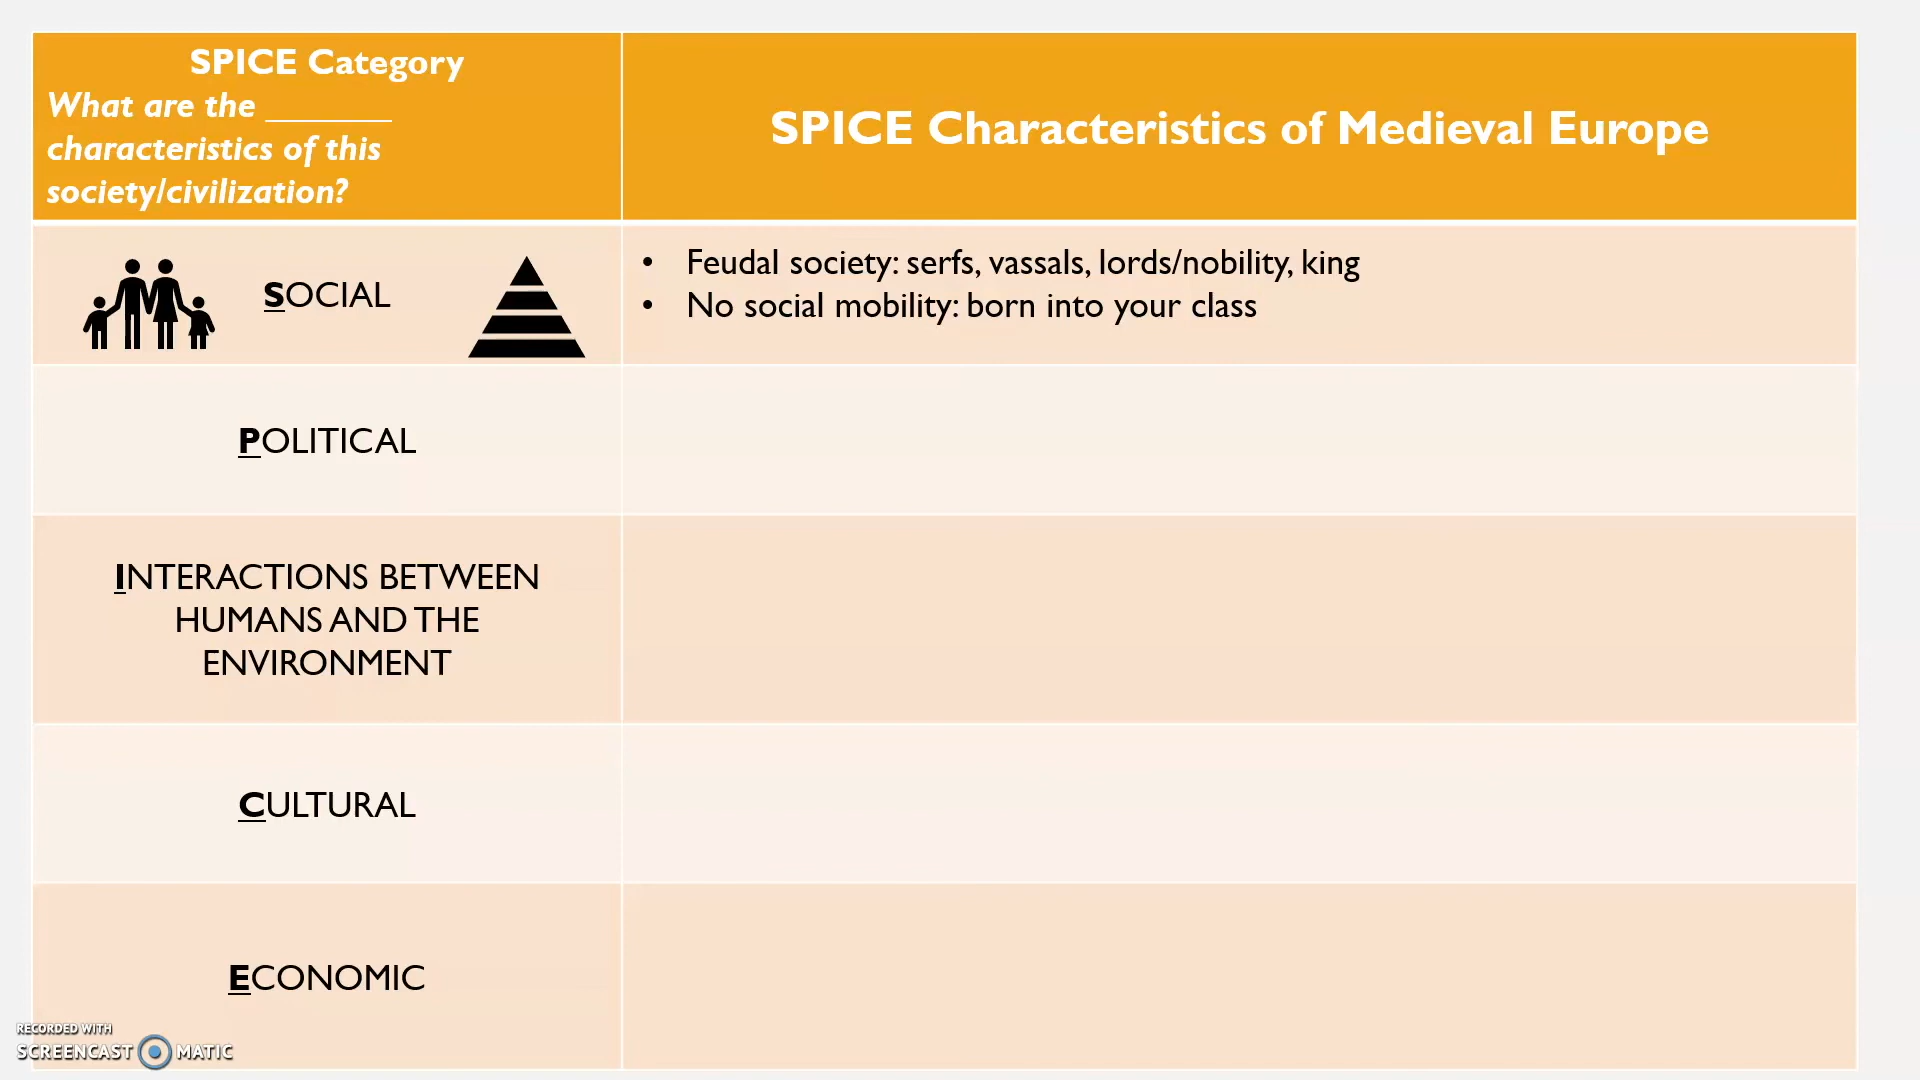 SPICE Category
What are the _______
characteristics of this
society/civilization?
SPICE Characteristics of Medieval Europe
SOCIAL
• Feudal society: serfs, vassals, lords/nobility, king
• No social mobility: born into your class
POLITICAL
INTERACTIONS BETWEEN
HUMANS AND THE
ENVIRONMENT
CULTURAL
ECONOMIC
RECORDED WITH
SCREENCAST MATIC